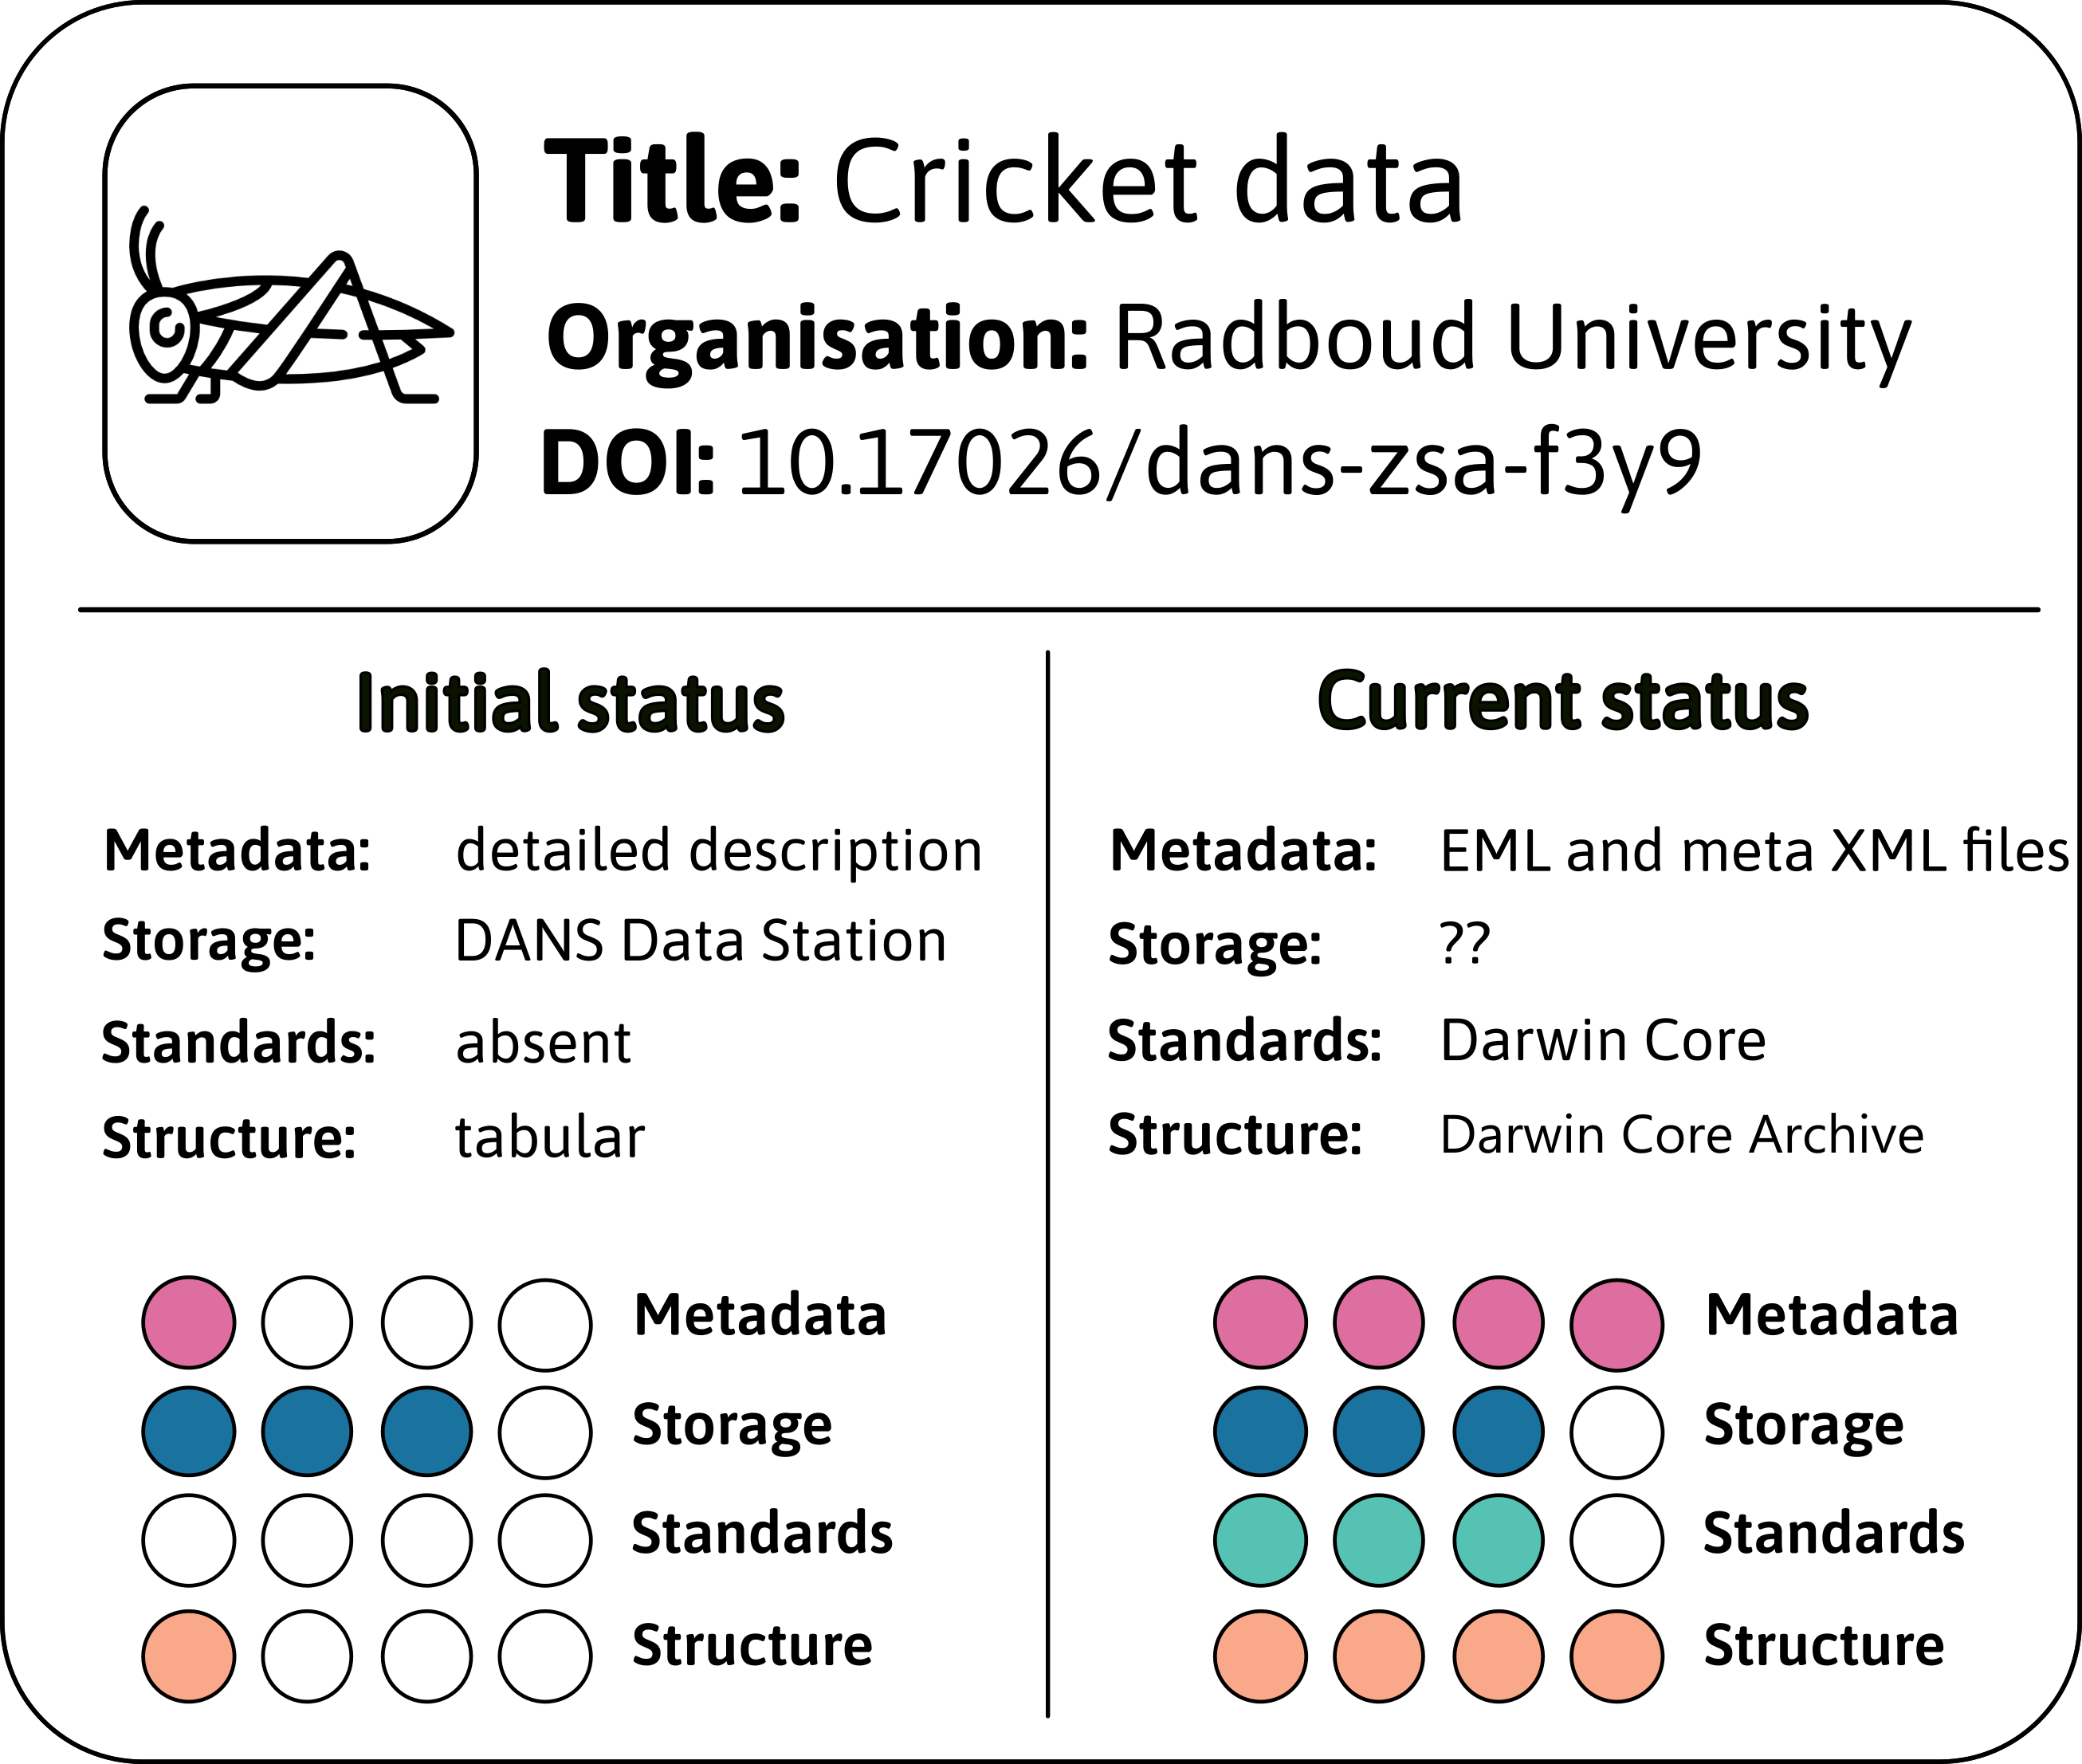 Title: Cricket data
Organisation: Radboud University
DOI: 10.17026/dans-zsa-f3y9
Initial status
Metadata: detailed description
Storage: DANS Data Station
Standards: absent
Structure: tabular
Metadata
Storage
Standards
Structure
Current status
Metadata: EML and meta XML files
Storage: ??
Standards: Darwin Core
Structure: Darwin Core Archive
Metadata
Storage
Standards
Structure